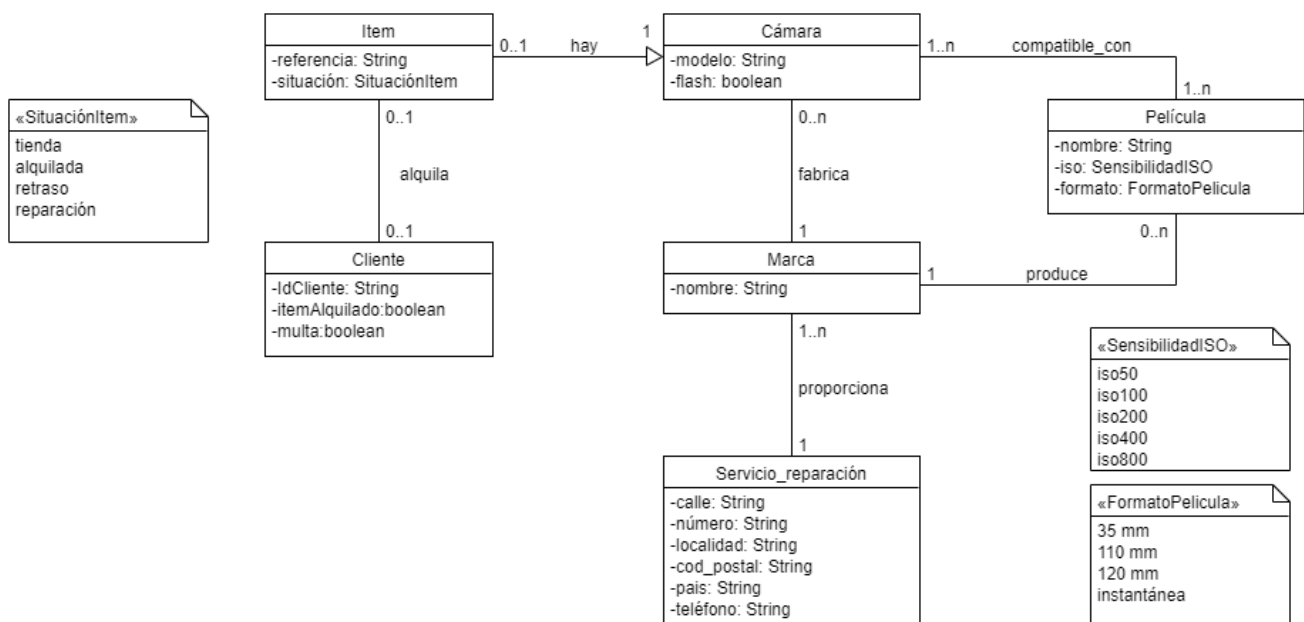 Item
-referencia: String
-situación: SituaciónItem
0..1
hay
1
Cámara
-modelo: String
-flash: boolean
1..n
compatible_con
1..n
Película
-nombre: String
-iso: SensibilidadISO
-formato: FormatoPelicula
«SituaciónItem»
tienda
alquilada
retraso
reparación
0..1
alquila
0..1
0..n
fabrica
1
0..n
Cliente
-IdCliente: String
-itemAlquilado:boolean
-multa:boolean
Marca
-nombre: String
1
produce
1..n
proporciona
1
«SensibilidadISO»
iso50
iso100
iso200
iso400
iso800
Servicio_reparación
-calle: String
-número: String
-localidad: String
-cod_postal: String
-pais: String
-teléfono: String
«FormatoPelicula»
35 mm
110 mm
120 mm
instantánea